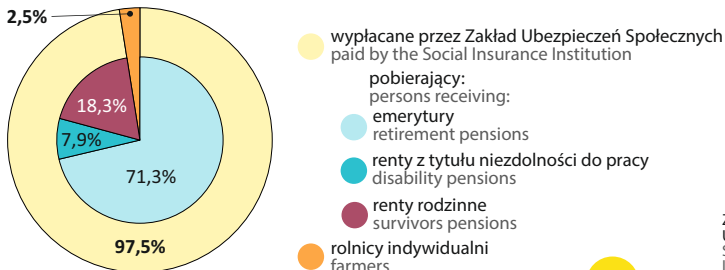 2,5%
wypłacane przez Zakład Ubezpieczeń Społecznych
paid by the Social Insurance Institution
pobierający:
persons receiving:
18,3%
emerytury
retirement pensions
7,9%
renty z tytułu niezdolności do pracy
disability pensions
71,3%
renty rodzinne
survivors pensions
97,5%
rolnicy indywidualni
farmers